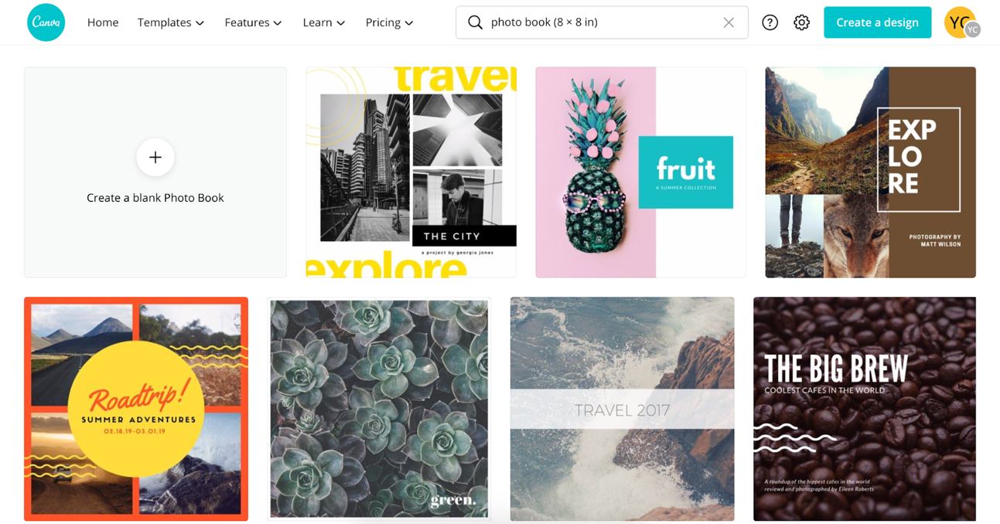 Canva
Home
Templates
Features
Learn
Pricing
photo book (8 × 8 in)
Create a design
YC
YC
Create a blank Photo Book
travel
THE CITY
a project by georgia jones
explore
fruit
A SUMMER COLLECTION
EXP
LO
RE
PHOTOGRAPHY BY
MATT WILSON
Roadtrip!
SUMMER ADVENTURES
02.18.19-03.01.19
green.
TRAVEL 2017
THE BIG BREW
COOLEST CAFES IN THE WORLD
A roundup of the hippest cafes in the world
reviewed and photographed by Eileen Roberts